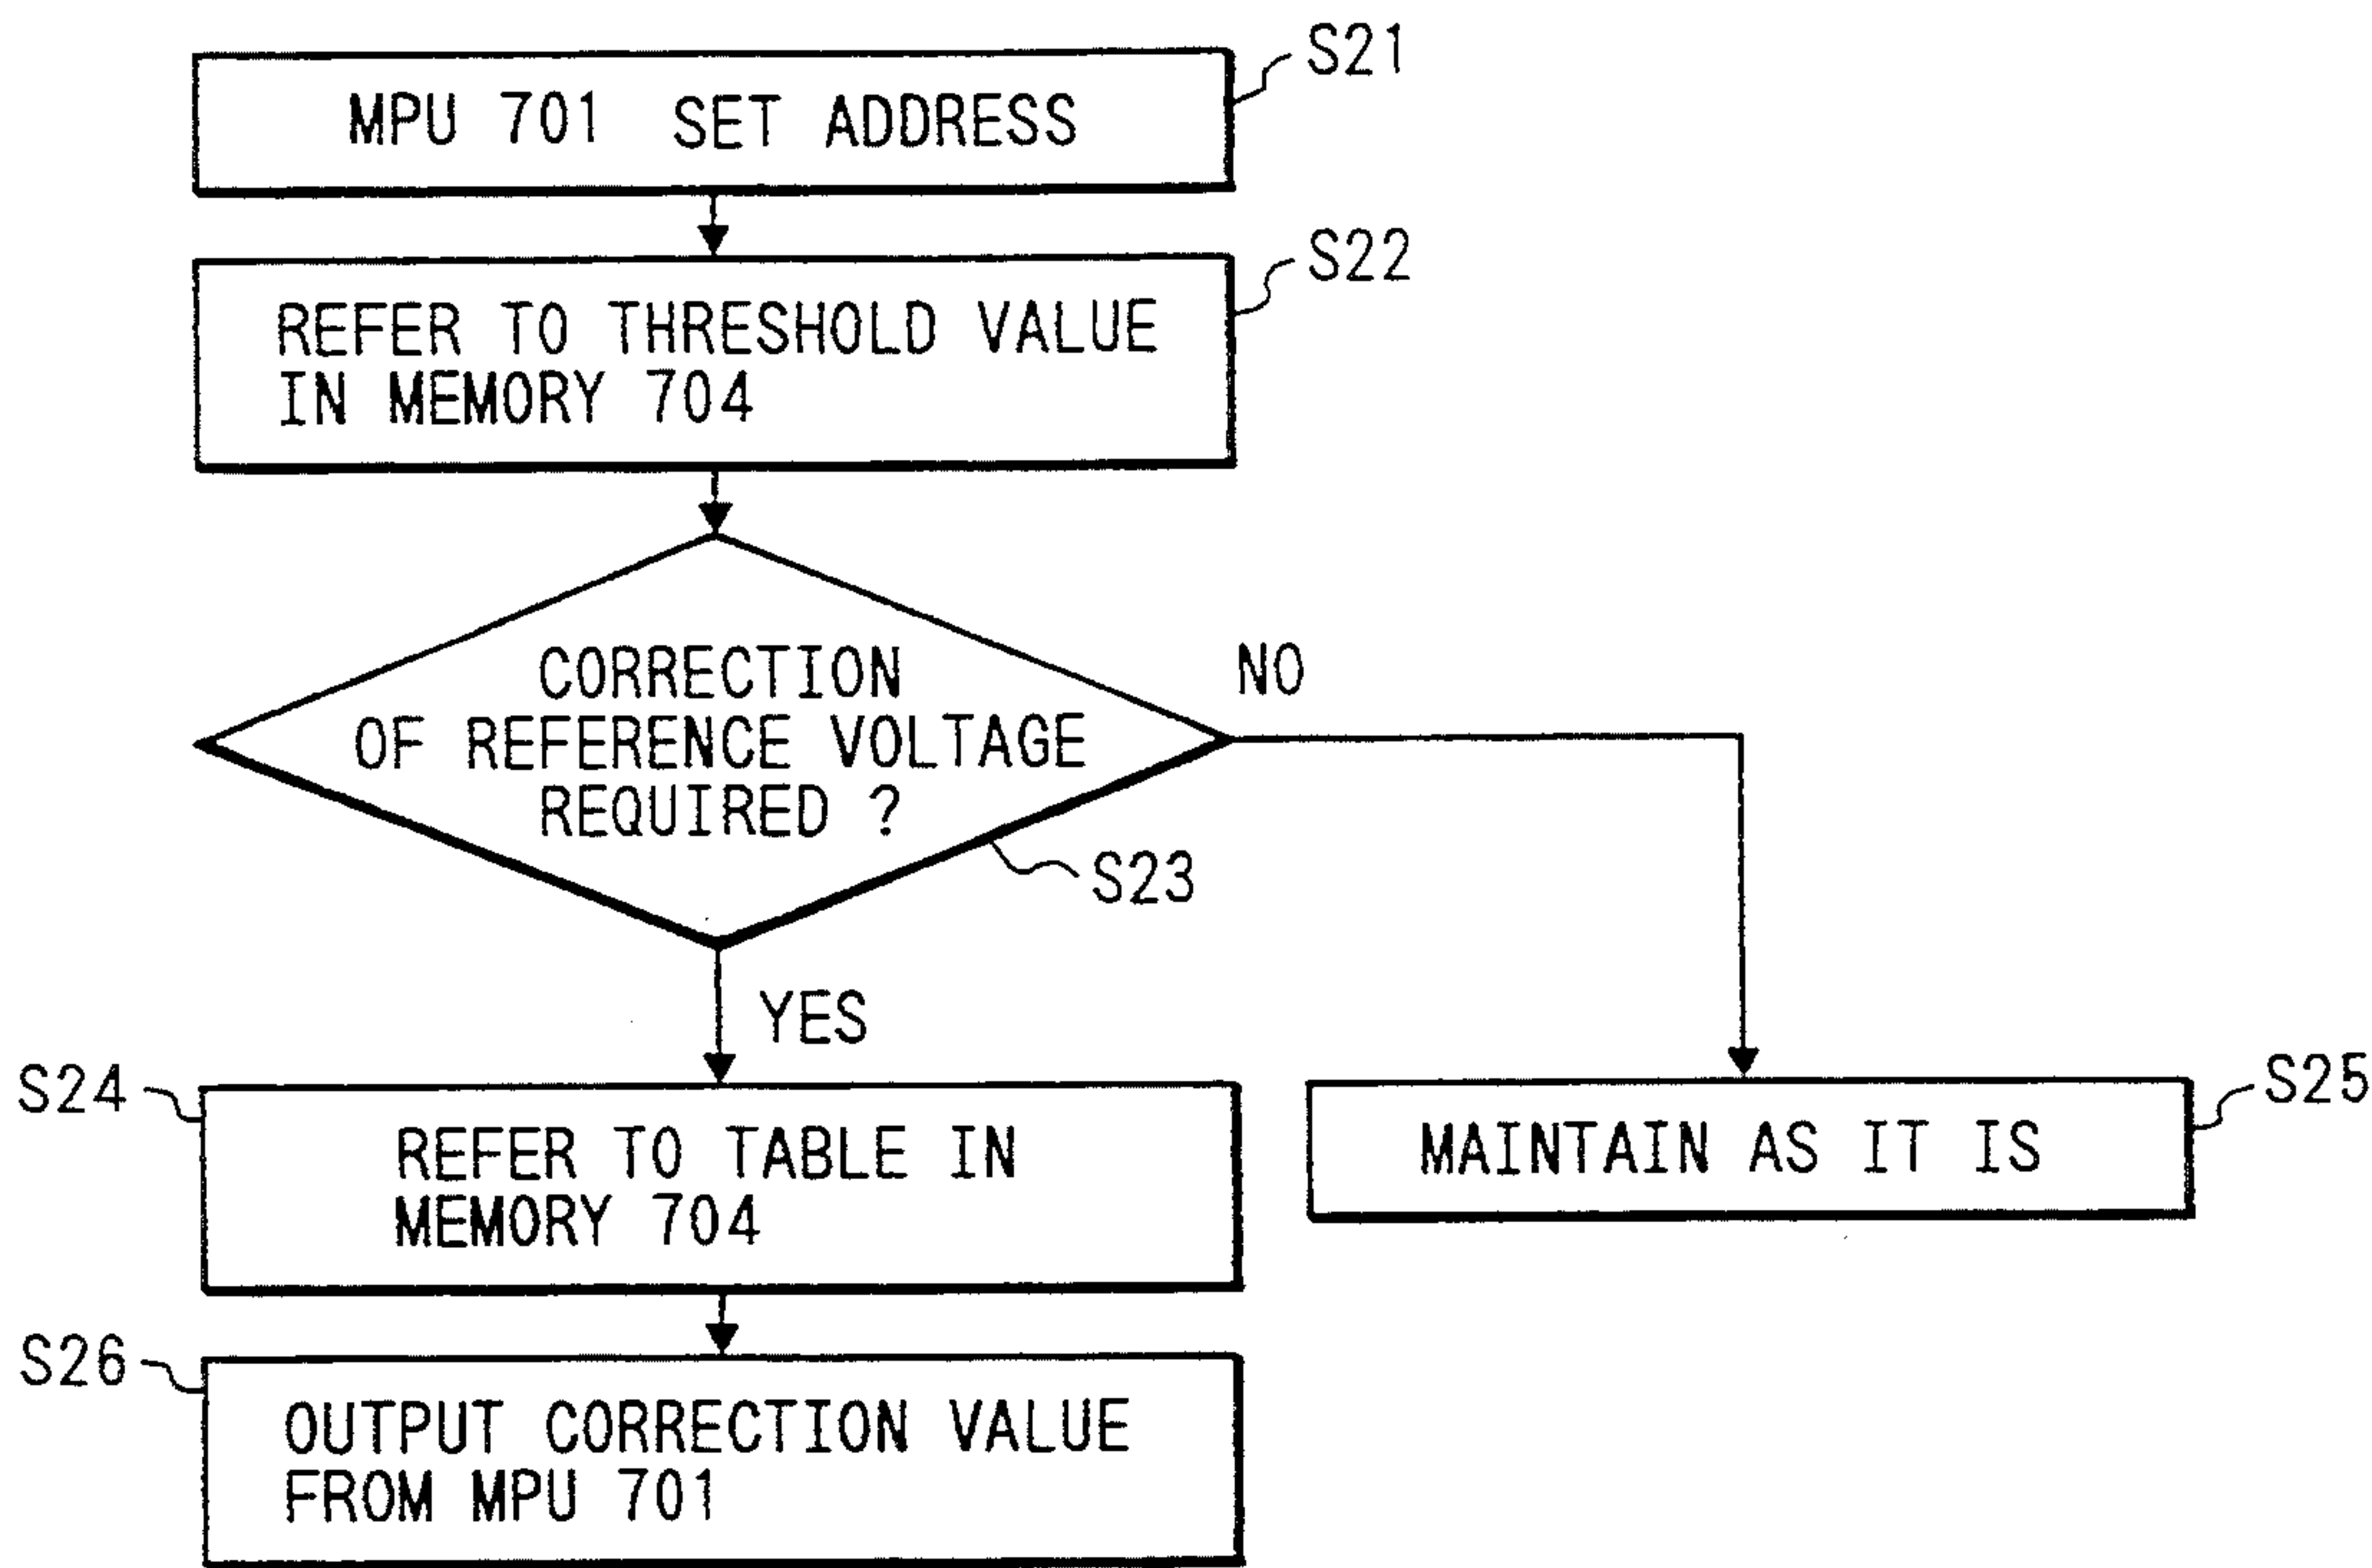 S21
MPU 701 SET ADDRESS
S22
REFER TO THRESHOLD VALUE
IN MEMORY 704
CORRECTION
OF REFERENCE VOLTAGE
REQUIRED ?
NO
S23
YES
S24
REFER TO TABLE IN
MEMORY 704
S25
MAINTAIN AS IT IS
S26
OUTPUT CORRECTION VALUE
FROM MPU 701